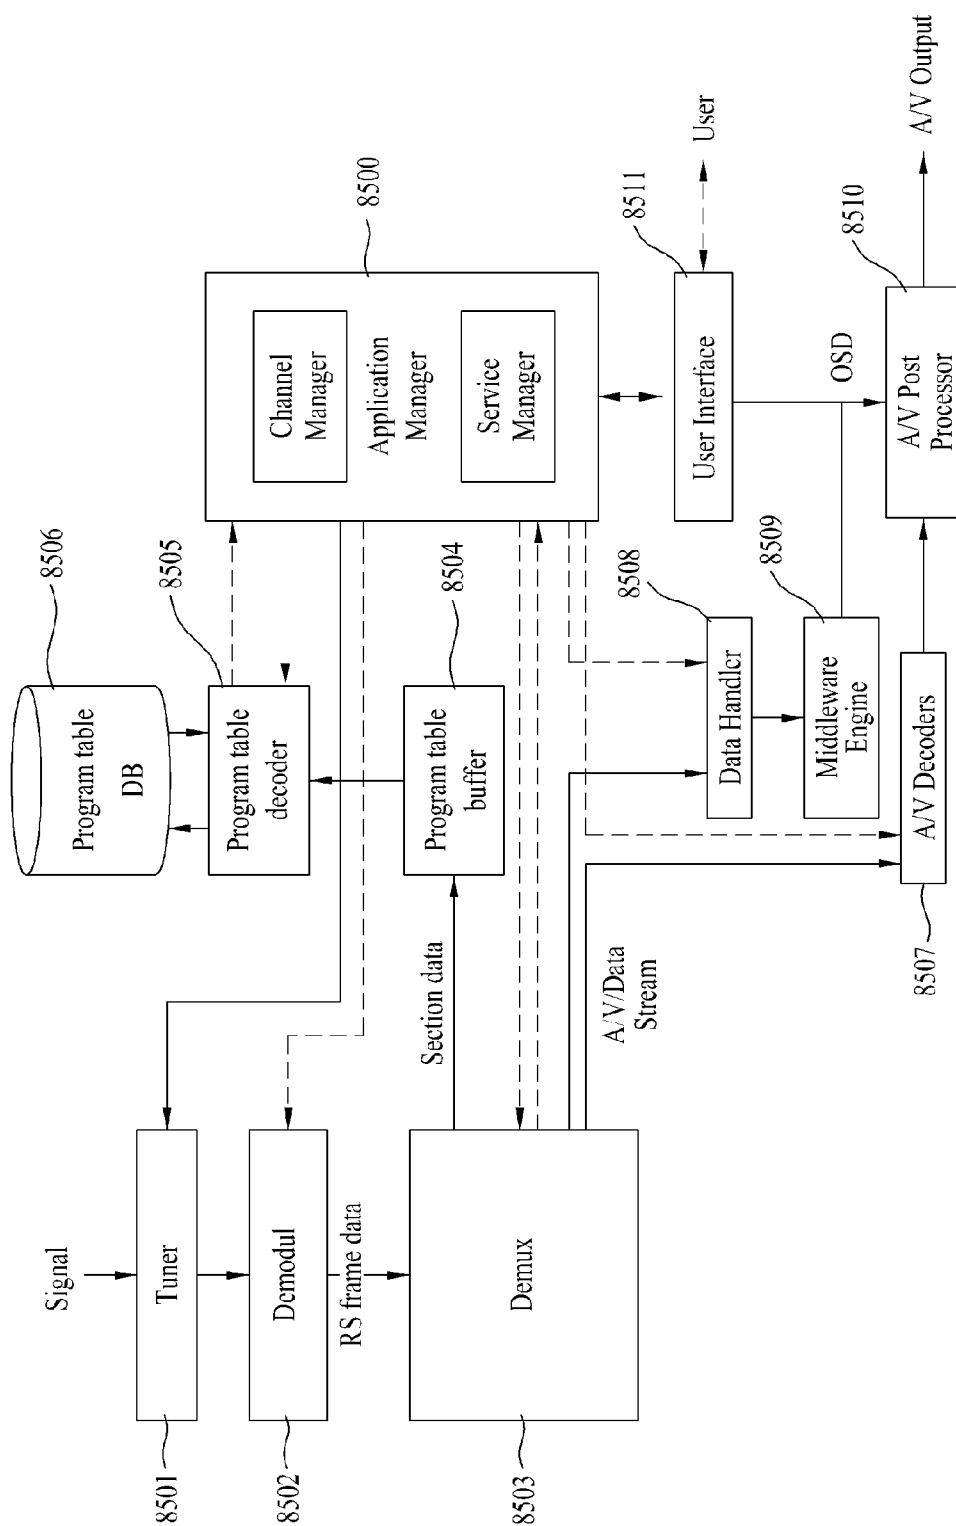 Signal
8501
Tuner
8502
Demodul
RS frame data
8503
Demux
Section data
A/V/Data
Stream
8506
Program table
DB
8505
Program table
decoder
8504
Program table
buffer
8500
Channel
Manager
Application
Manager
Service
Manager
8508
Data Handler
8509
Middleware
Engine
8507
A/V Decoders
8511
User Interface
User
OSD
8510
A/V Post
Processor
A/V Output